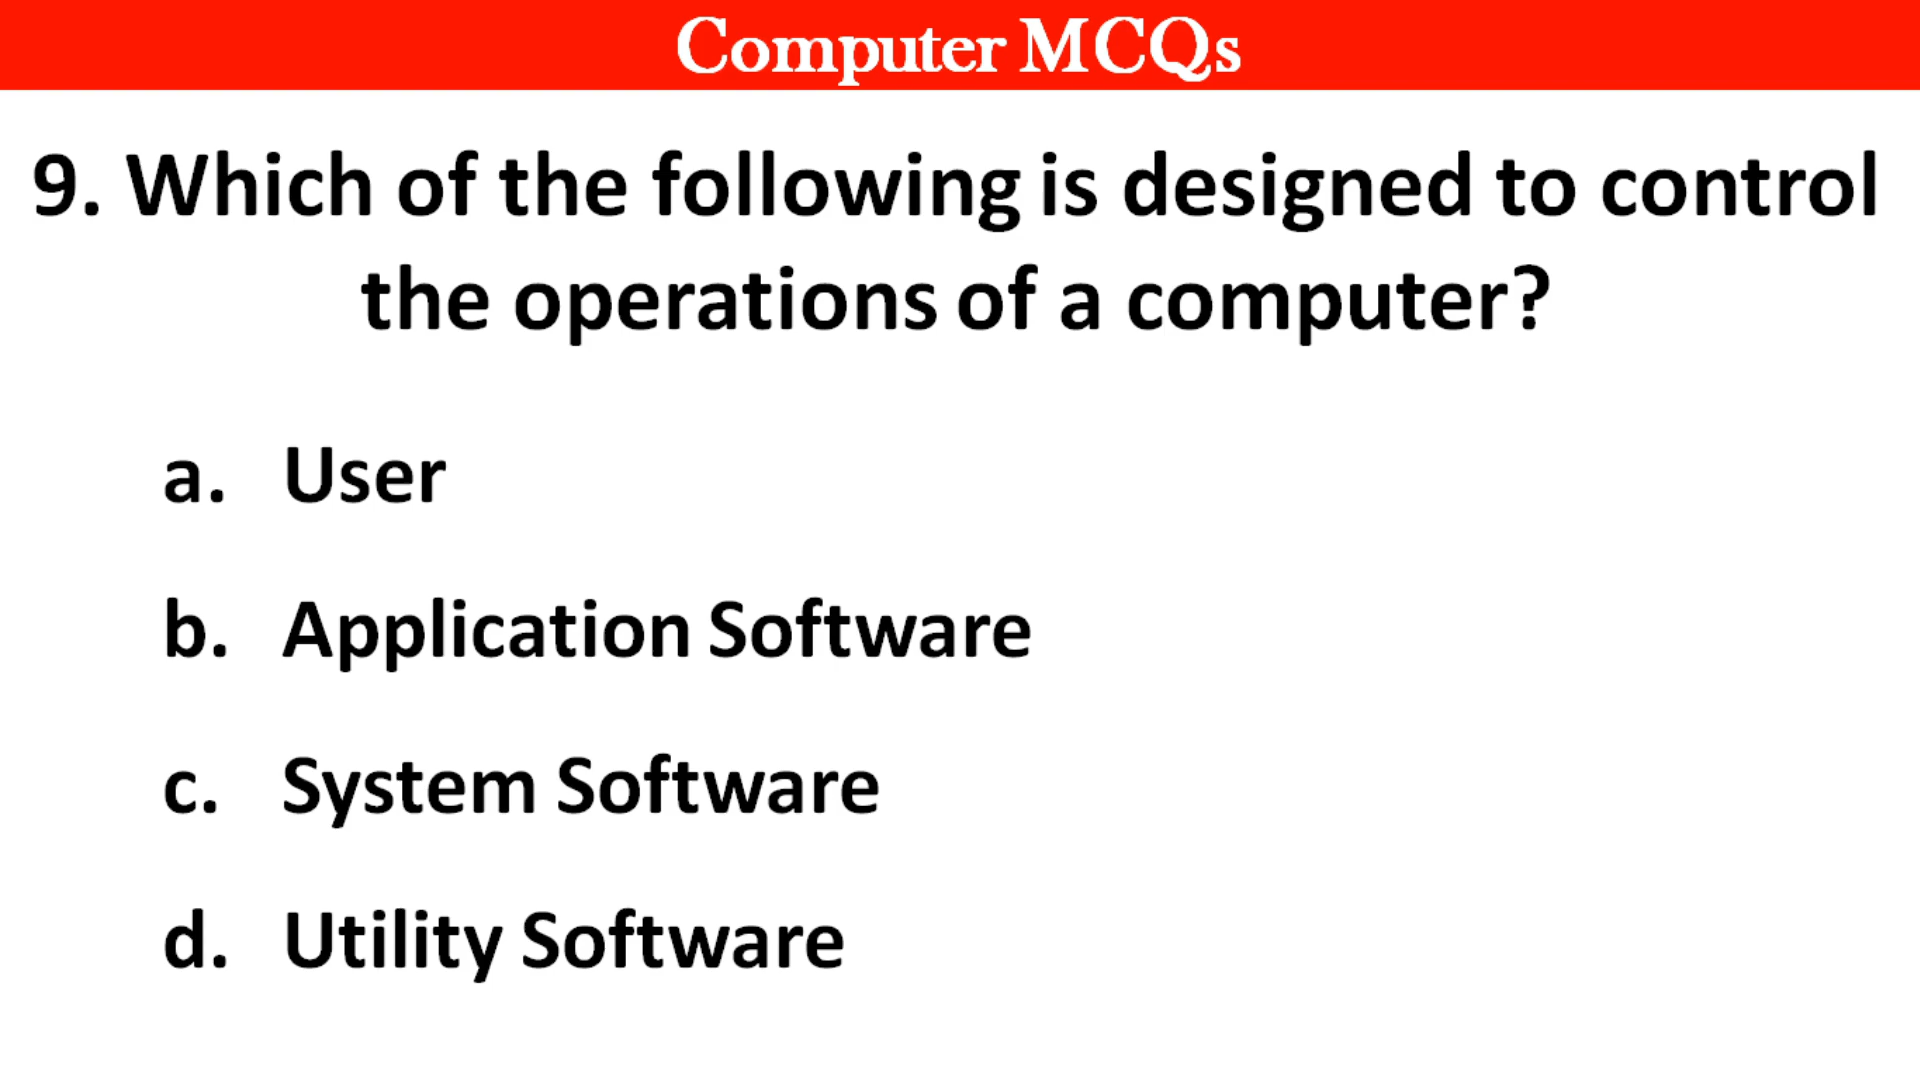 Computer MCQs
9. Which of the following is designed to control
the operations of a computer?
a. User
b. Application Software
c. System Software
d. Utility Software